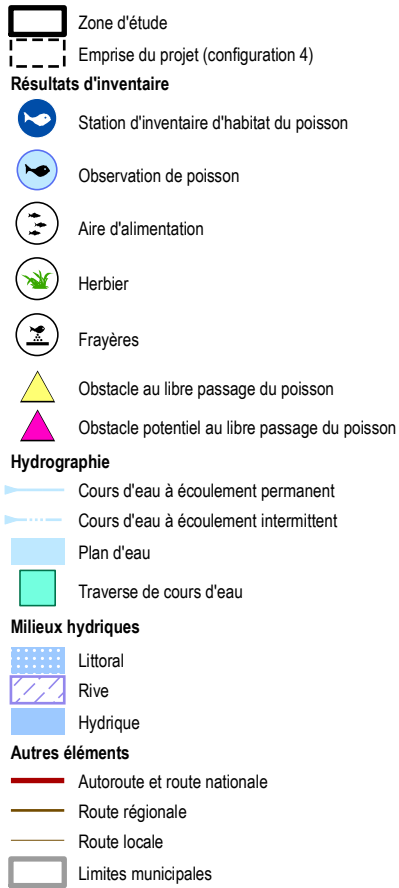 Zone d'étude
Emprise du projet (configuration 4)
Résultats d'inventaire
Station d'inventaire d'habitat du poisson
Observation de poisson
Aire d'alimentation
Herbier
Frayères
Obstacle au libre passage du poisson
Obstacle potentiel au libre passage du poisson
Hydrographie
Cours d'eau à écoulement permanent
Cours d'eau à écoulement intermittent
Plan d'eau
Traverse de cours d'eau
Milieux hydriques
Littoral
Rive
Hydrique
Autres éléments
Autoroute et route nationale
Route régionale
Route locale
Limites municipales